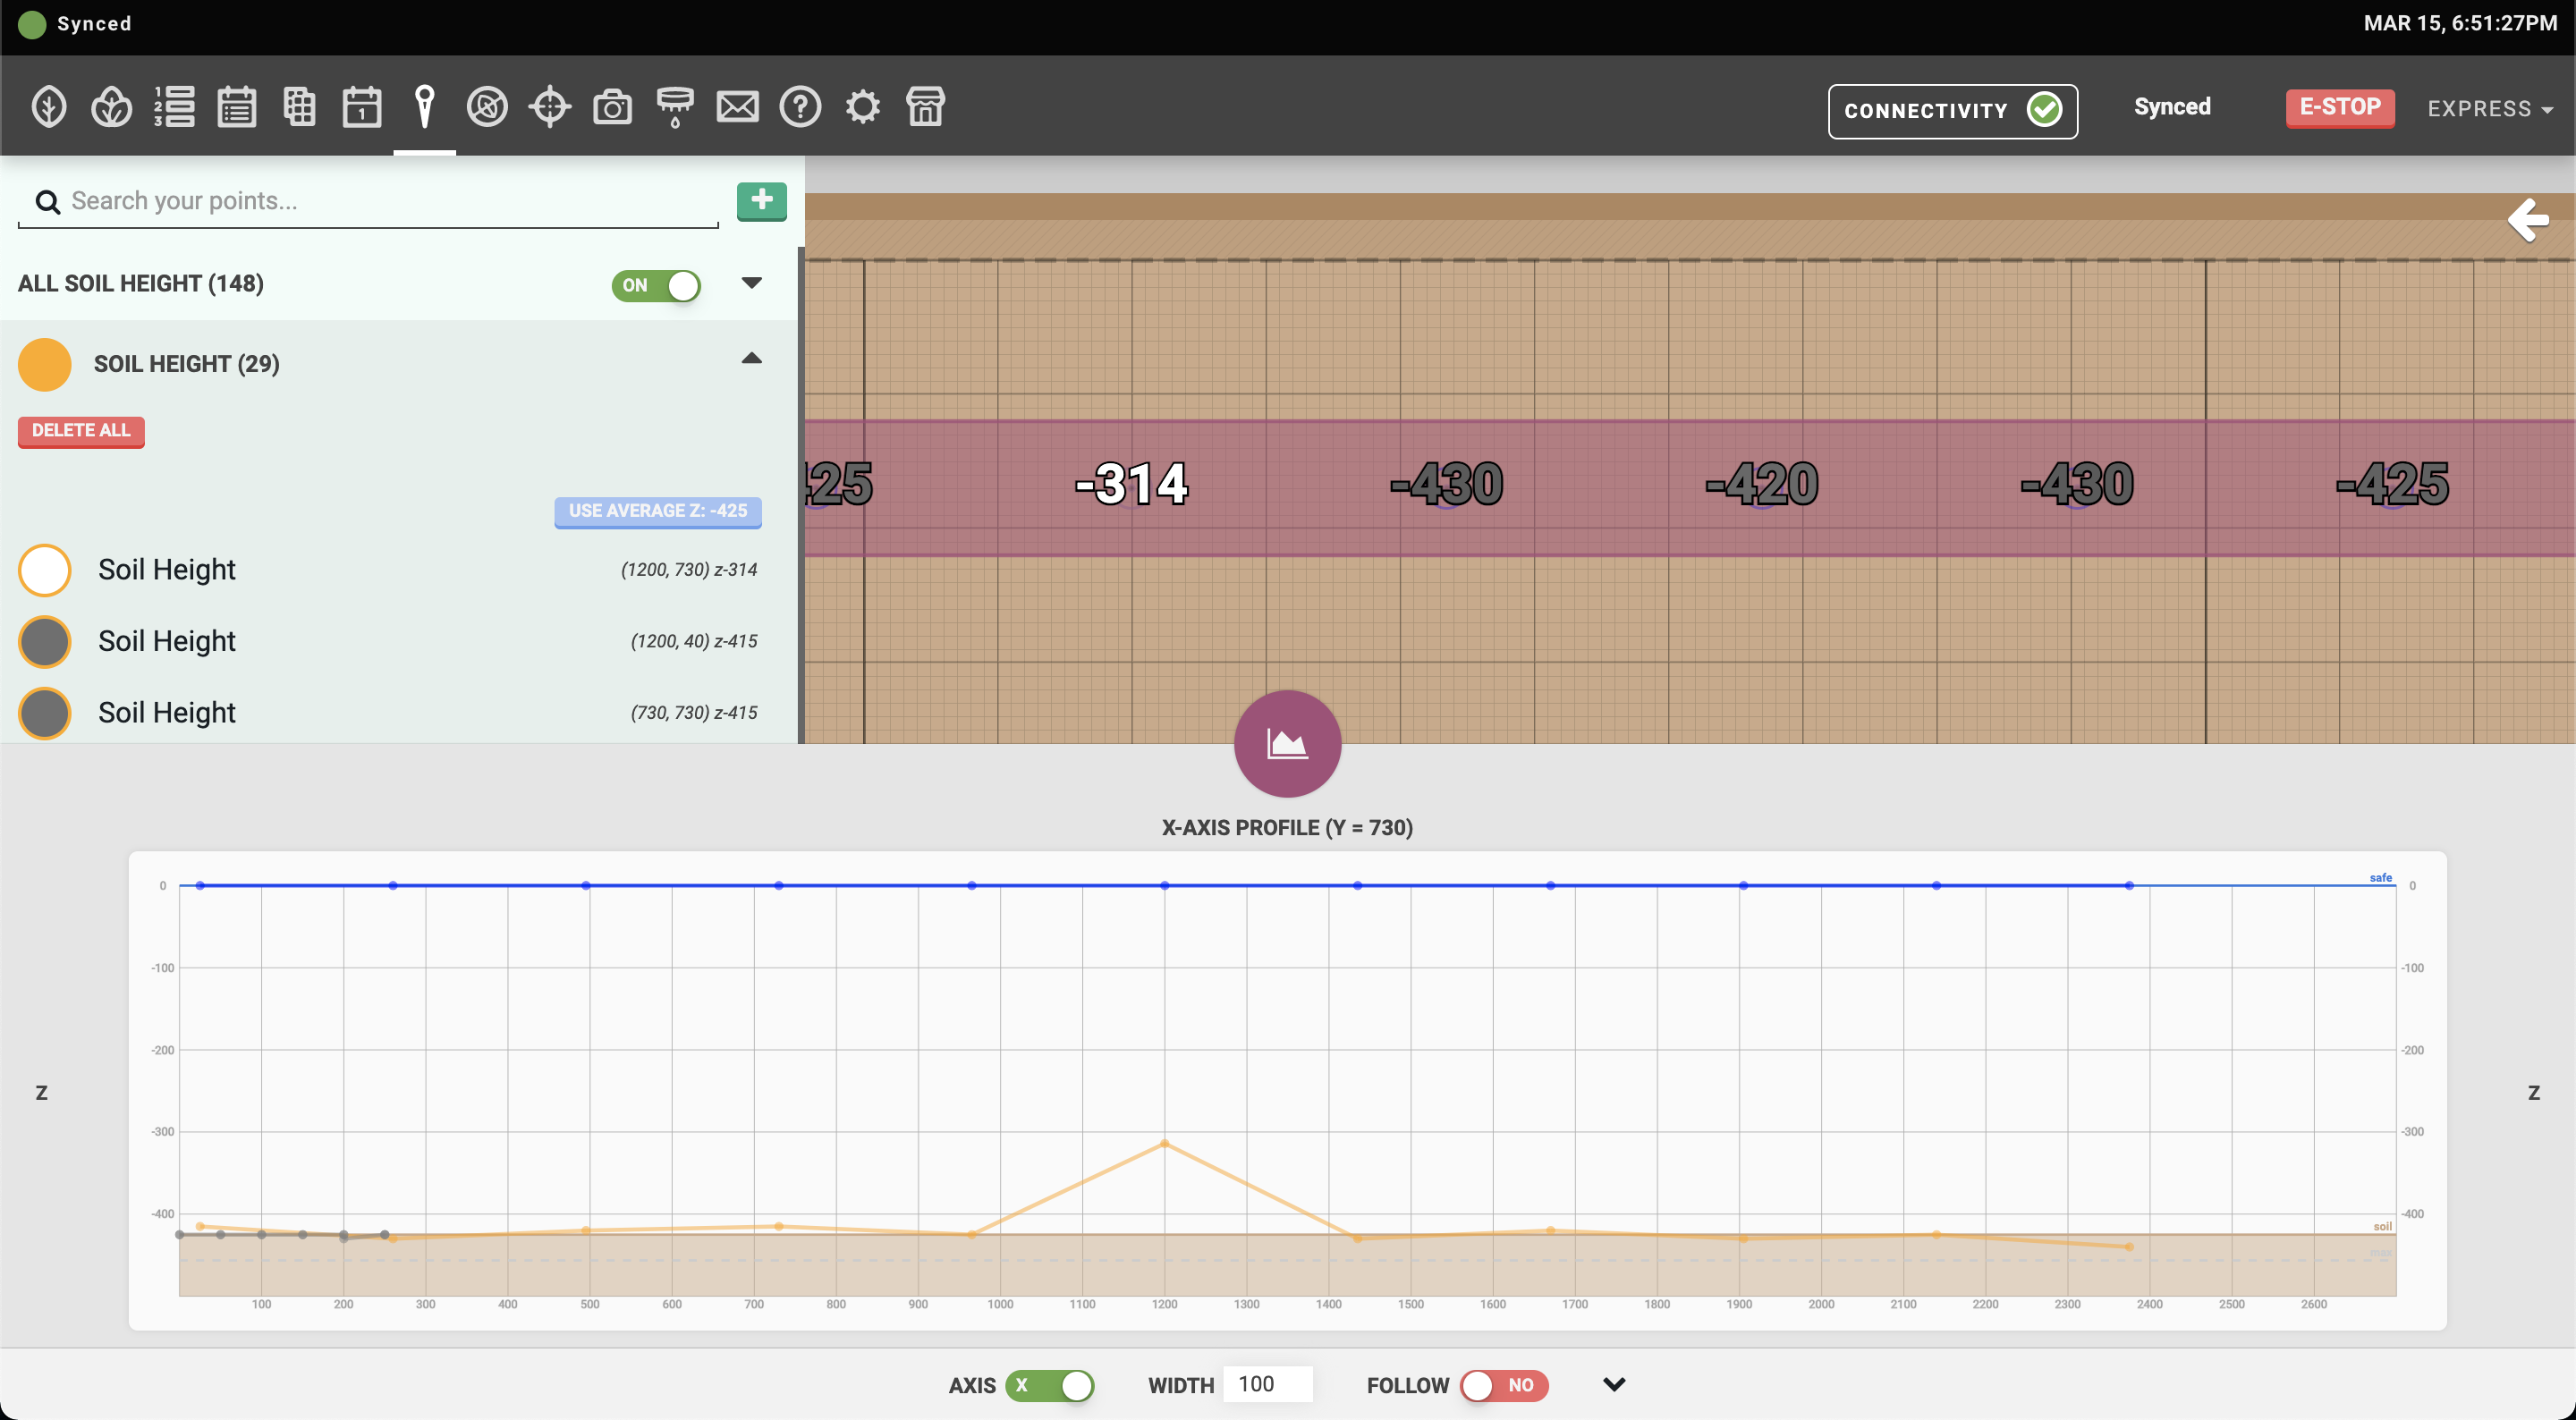 Synced
MAR 15, 6:51:27PM
CONNECTIVITY
Synced
E-STOP
EXPRESS
Search your points...
ALL SOIL HEIGHT (148)
ON
SOIL HEIGHT (29)
DELETE ALL
USE AVERAGE Z: -425
Soil Height
(1200, 730) z-314
Soil Height
(1200, 40) z-415
Soil Height
(730, 730) z-415
425
-314
-430
-420
-430
-425
X-AXIS PROFILE (Y = 730)
0
safe
0
-100
-100
-200
-200
Z
Z
-300
-300
-400
-400
soil
max
100 200 300 400 500 600 700 800 900 1000 1100 1200 1300 1400 1500 1600 1700 1800 1900 2000 2100 2200 2300 2400 2500 2600
AXIS X WIDTH 100 FOLLOW NO